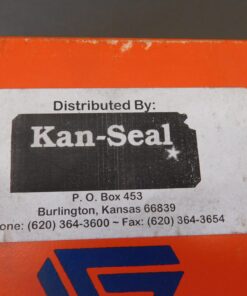 Distributed By:
Kan-Seal
P. O. Box 453
Burlington, Kansas 66839
one: (620) 364-3600 ~ Fax: (620) 364-3654